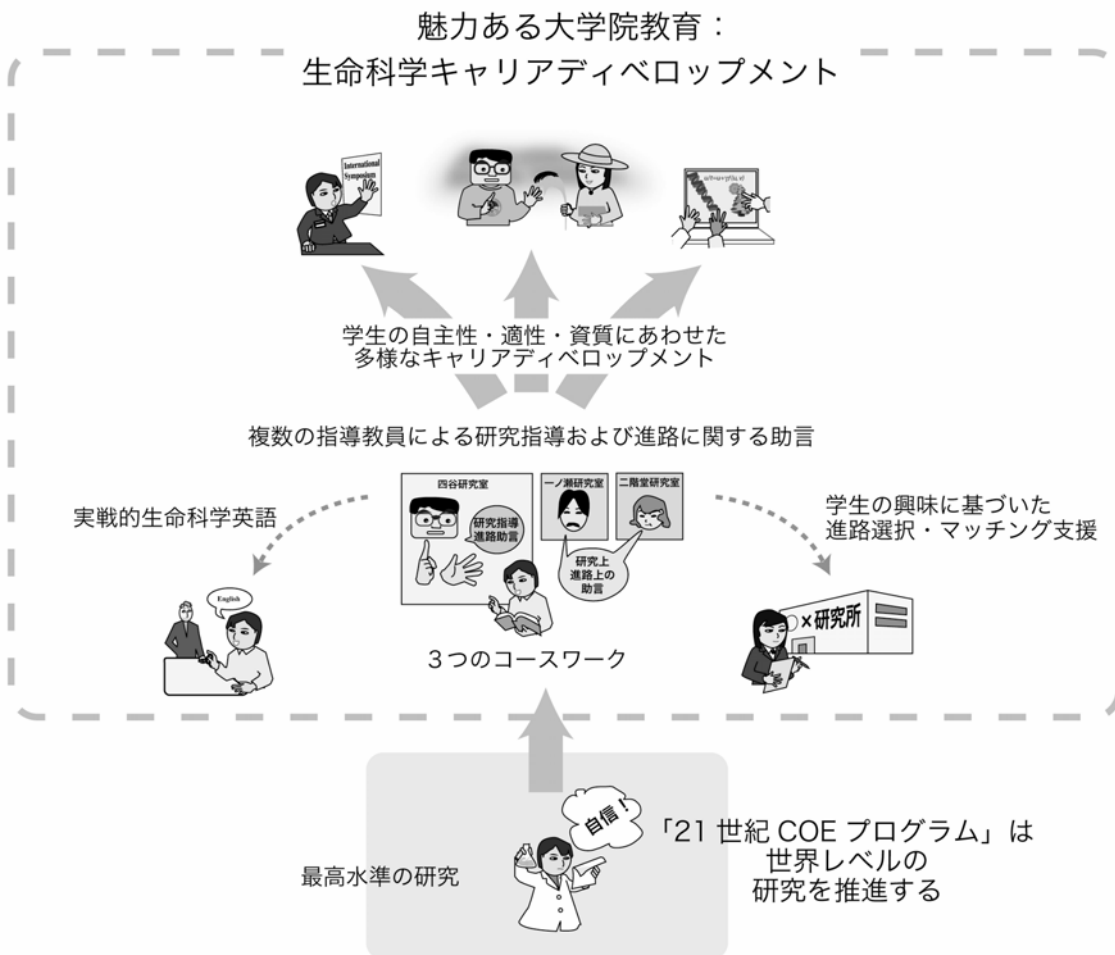 魅力ある大学院教育：
生命科学キャリアディベロップメント
International
Symposium
学生の自主性・適性・資質にあわせた
多様なキャリアディベロップメント
複数の指導教員による研究指導および進路に関する助言
実戦的生命科学英語
四谷研究室
一ノ瀬研究室
二階堂研究室
研究指導
進路助言
研究上
進路上の
助言
学生の興味に基づいた
進路選択・マッチング支援
English
×研究所
３つのコースワーク
自信！
最高水準の研究
「21 世紀 COE プログラム」は
世界レベルの
研究を推進する